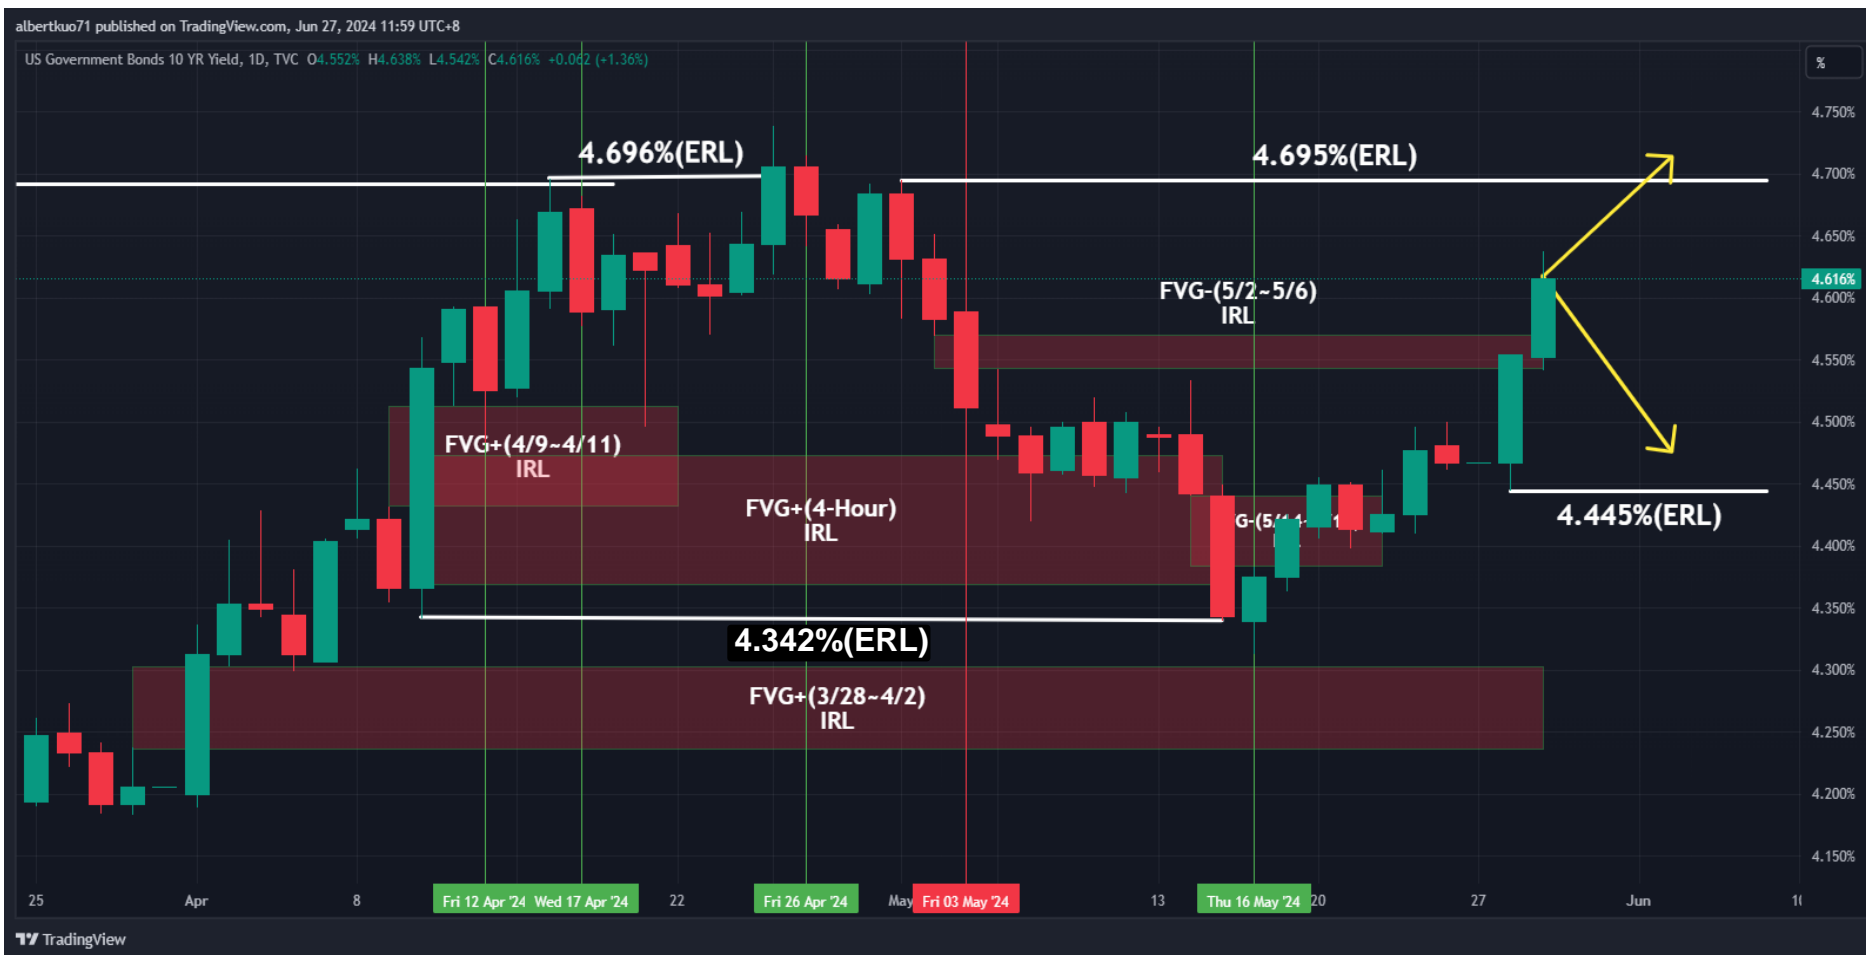 albertkuo71 published on TradingView.com, Jun 27, 2024 11:59 UTC+8
US Government Bonds 10 YR Yield, 1D, TVC O4.552% H4.638% L4.542% C4.616% +0.062 (+1.36%)
%
4.750%
4.696%(ERL)
4.695%(ERL)
4.700%
4.650%
4.616%
FVG-(5/2~5/6)
IRL
4.600%
4.550%
4.500%
FVG+(4/9~4/11)
IRL
4.450%
FVG+(4-Hour)
IRL
4.445%(ERL)
4.400%
4.350%
4.342%(ERL)
4.300%
FVG+(3/28~4/2)
IRL
4.250%
4.200%
4.150%
25 Apr 8 Fri 12 Apr '24 Wed 17 Apr '24 22 Fri 26 Apr '24 May Fri 03 May '24 13 Thu 16 May '24 20 27 Jun
TradingView